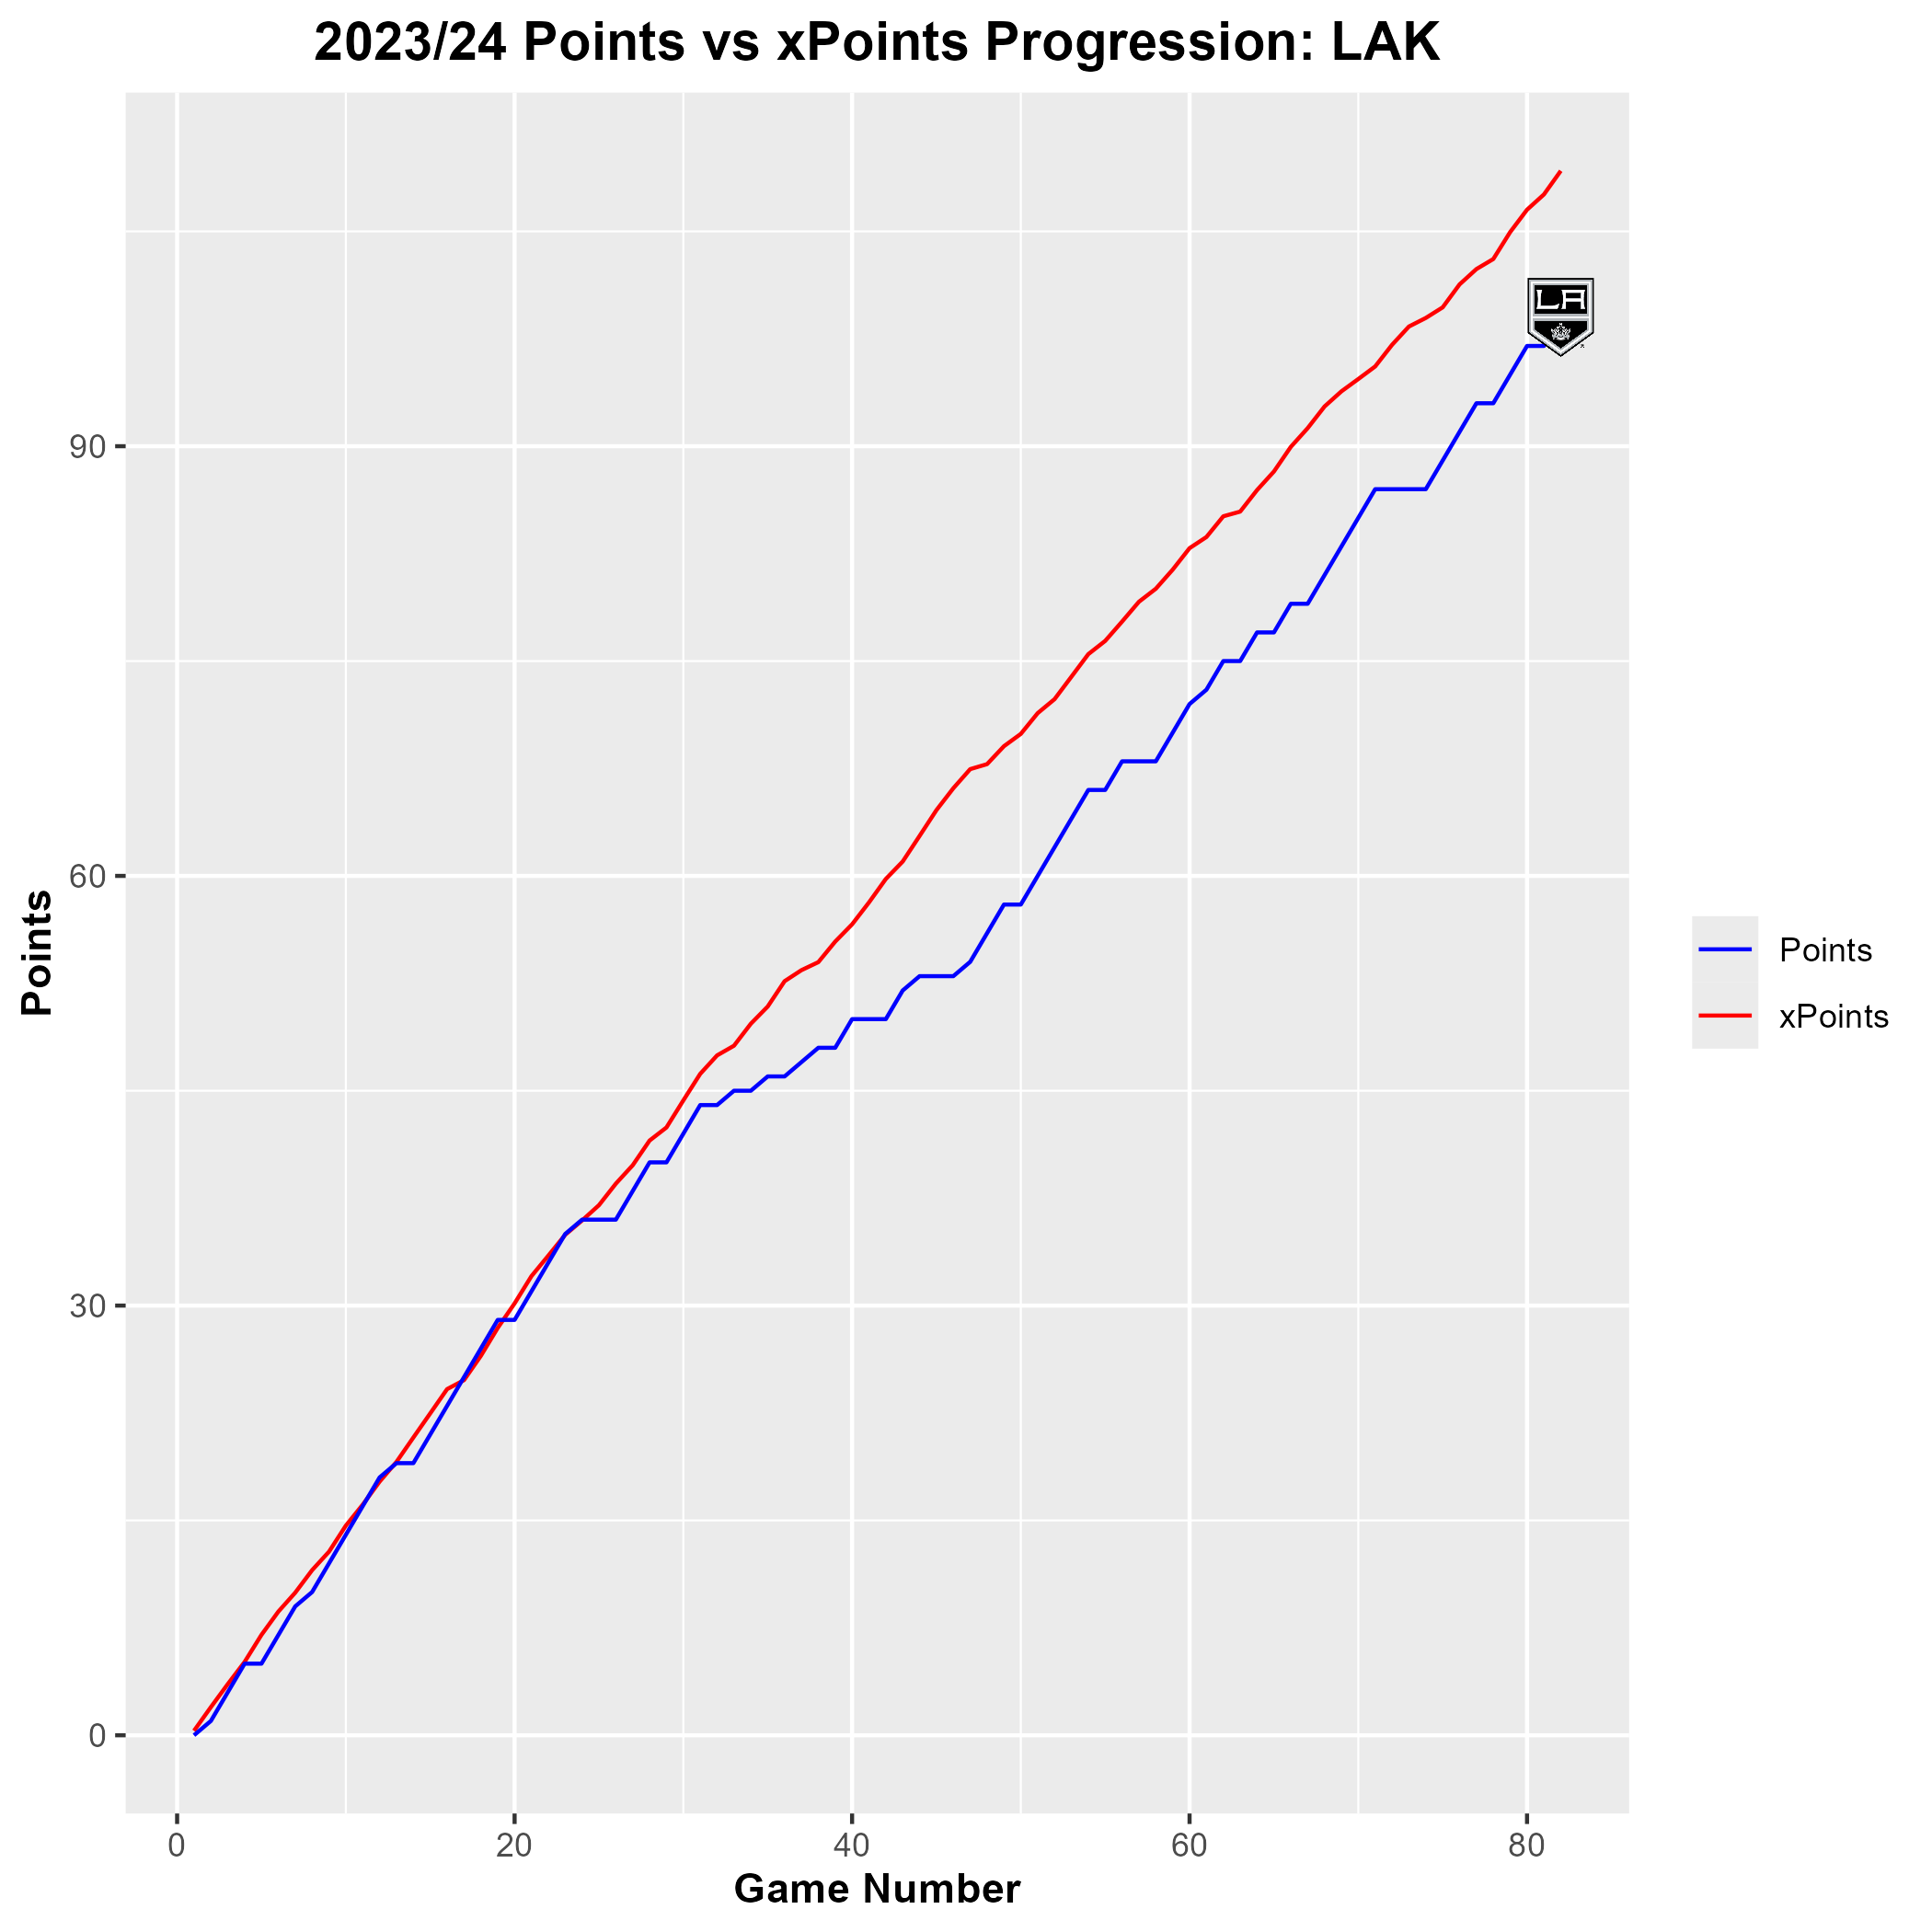 2023/24 Points vs xPoints Progression: LAK
90
60
30
0
Points
0 20 40 60 80
Game Number
Points
xPoints
LA